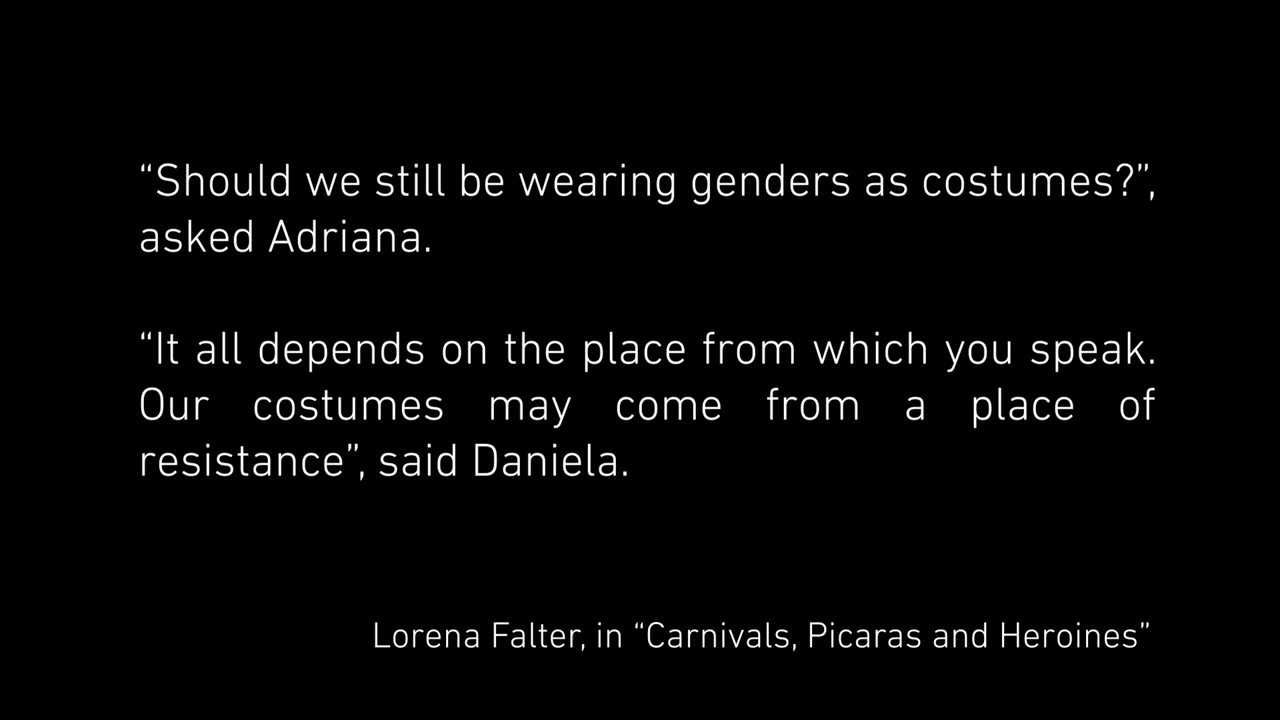 “Should we still be wearing genders as costumes?”,
asked Adriana.
“It all depends on the place from which you speak.
Our costumes may come from a place of
resistance”, said Daniela.
Lorena Falter, in “Carnivals, Picaras and Heroines”